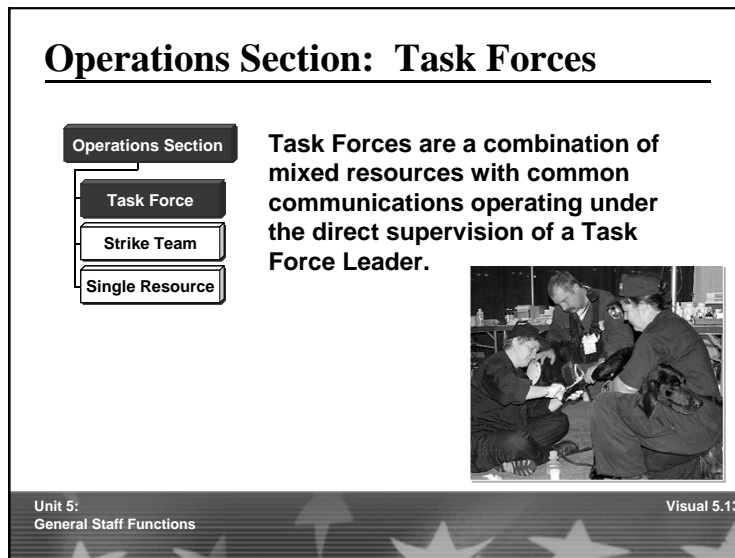 Operations Section: Task Forces
Operations Section
Task Force
Strike Team
Single Resource
Task Forces are a combination of
mixed resources with common
communications operating under
the direct supervision of a Task
Force Leader.
Unit 5:
General Staff Functions
Visual 5.13